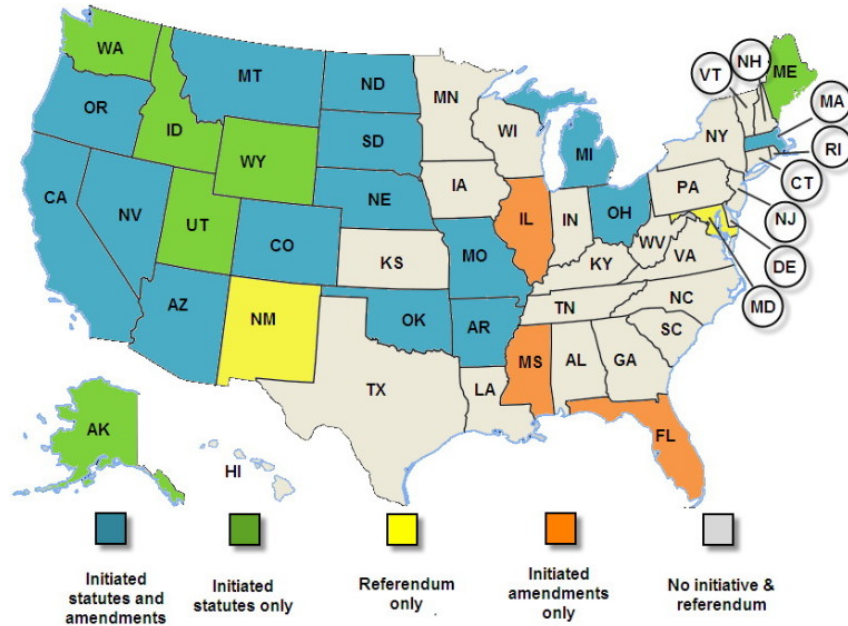 WA
MT
ND
MN
VT
NH
ME
OR
ID
SD
WI
MI
NY
MA
RI
WY
CT
CA
NV
UT
CO
NE
IA
IL
IN
OH
PA
NJ
DE
MD
KS
MO
WV
VA
KY
AZ
NM
OK
AR
TN
NC
SC
TX
LA
MS
AL
GA
FL
AK
HI
Initiated
statutes and
amendments
Initiated
statutes only
Referendum
only
Initiated
amendments
only
No initiative &
referendum